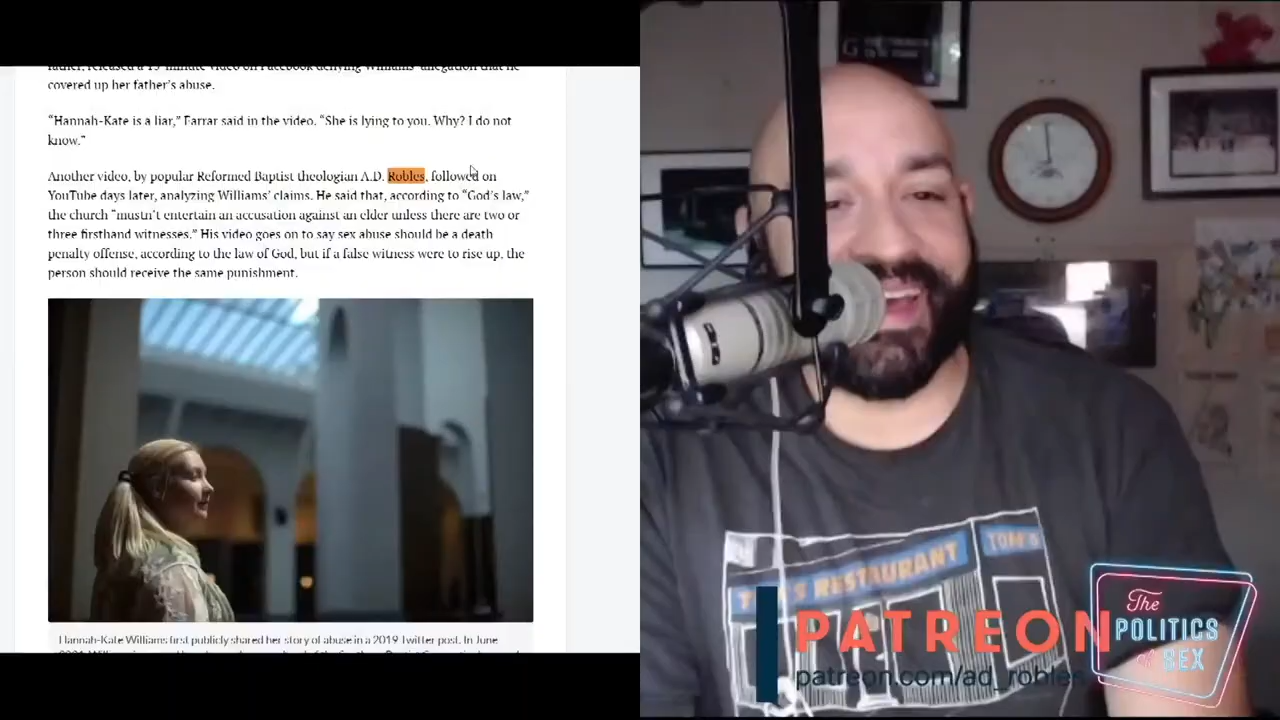 covered up her father's abuse.
“Hannah-Kate is a liar,” Farrar said in the video. “She is lying to you. Why? I do not
know.”
Another video, by popular Reformed Baptist theologian A.D. Robles, followed on
YouTube days later, analyzing Williams' claims. He said that, according to “God's law,”
the church “mustn't entertain an accusation against an elder unless there are two or
three firsthand witnesses.” His video goes on to say sex abuse should be a death
penalty offense, according to the law of God, but if a false witness were to rise up, the
person should receive the same punishment.
Hannah-Kate Williams first publicly shared her story of abuse in a 2019 Twitter post. In June
RESTAURANT
TOM'S
PATREON
patreon.com/ad_robles
The
POLITICS
of SEX